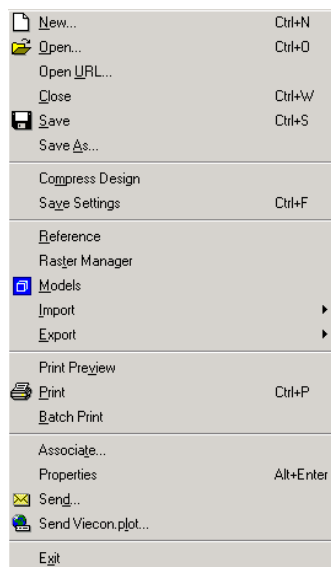 New... Ctrl+N
Open... Ctrl+O
Open URL...
Close Ctrl+W
Save Ctrl+S
Save As...
Compress Design
Save Settings Ctrl+F
Reference
Raster Manager
Models
Import
Export
Print Preview
Print Ctrl+P
Batch Print
Associate...
Properties Alt+Enter
Send...
Send Viecon.plot...
Exit